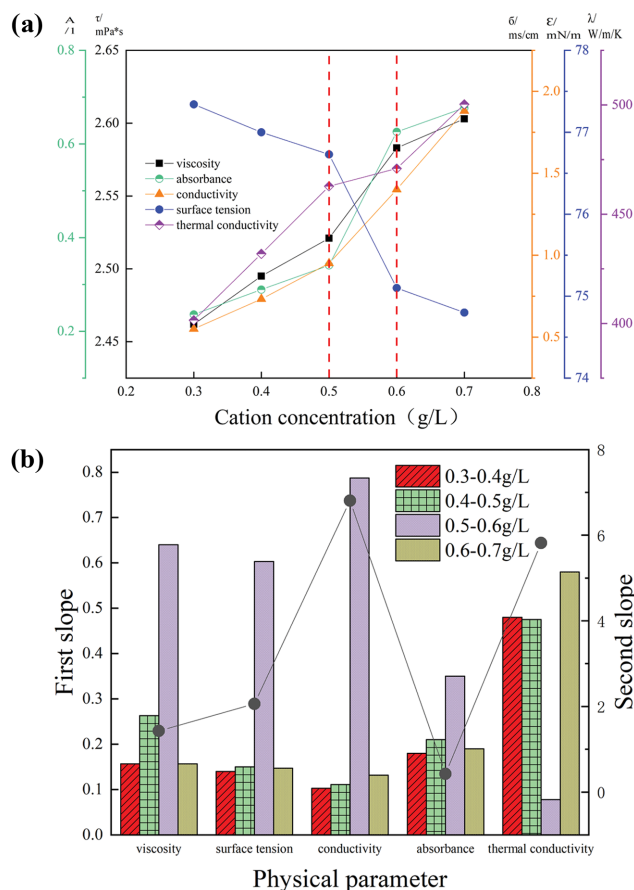 (a)
A
/1
τ/
mPa*s
б/
ms/cm
ε/
mN/m
λ/
W/m/K
0.8
0.6
0.4
0.2
2.65
2.60
2.55
2.50
2.45
viscosity
absorbance
conductivity
surface tension
thermal conductivity
2.0
1.5
1.0
0.5
78
77
76
75
74
500
450
400
0.2 0.3 0.4 0.5 0.6 0.7 0.8
Cation concentration（g/L）
(b)
First slope
0.8
0.7
0.6
0.5
0.4
0.3
0.2
0.1
0.0
0.3-0.4g/L
0.4-0.5g/L
0.5-0.6g/L
0.6-0.7g/L
8
6
4
2
0
Second slope
viscosity surface tension conductivity absorbance thermal conductivity
Physical parameter